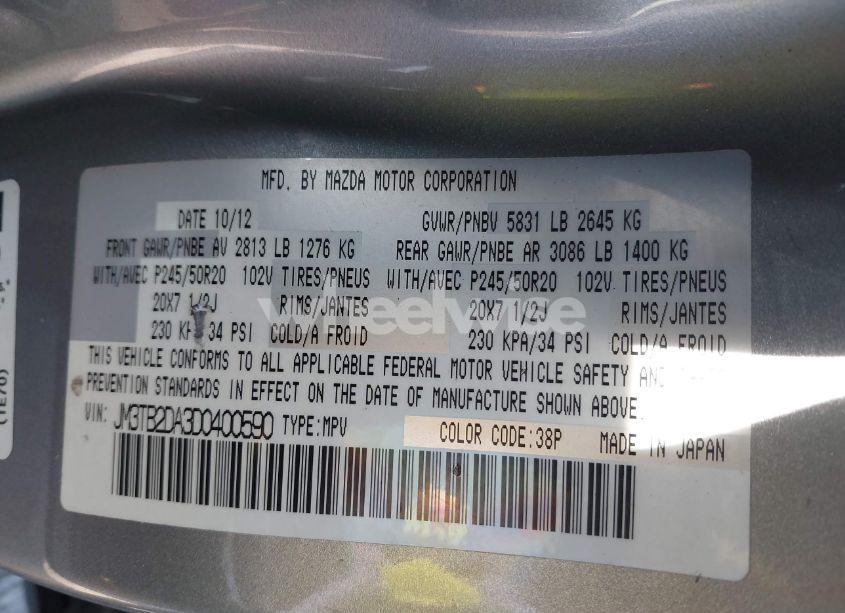 MFD. BY MAZDA MOTOR CORPORATION
DATE 10/12 GVWR/PNBV 5831 LB 2645 KG
FRONT GAWR/PNBE AV 2813 LB 1276 KG REAR GAWR/PNBE AR 3086 LB 1400 KG
WITH/AVEC P245/50R20 102V TIRES/PNEUS WITH/AVEC P245/50R20 102V TIRES/PNEUS
20X7 1/2J RIMS/JANTES 20X7 1/2J RIMS/JANTES
wheelwise
230 KPA/34 PSI COLD/A FROID 230 KPA/34 PSI COLD/A FROID
THIS VEHICLE CONFORMS TO ALL APPLICABLE FEDERAL MOTOR VEHICLE SAFETY AND THEFT
PREVENTION STANDARDS IN EFFECT ON THE DATE OF MANUFACTURE SHOWN ABOVE.
VIN: JM3TB2DA3D0400590 TYPE:MPV COLOR CODE:38P MADE IN JAPAN
(TE70)